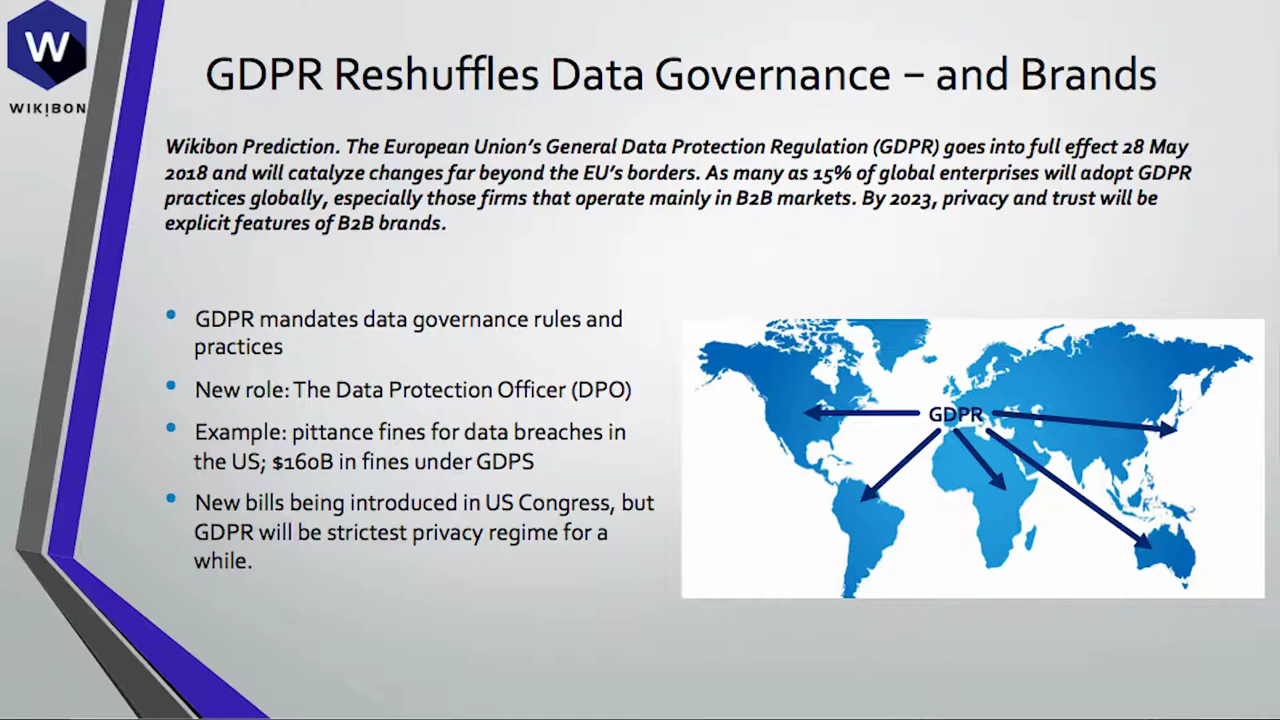 W
WIKIBON
GDPR Reshuffles Data Governance – and Brands
Wikibon Prediction. The European Union's General Data Protection Regulation (GDPR) goes into full effect 28 May
2018 and will catalyze changes far beyond the EU's borders. As many as 15% of global enterprises will adopt GDPR
practices globally, especially those firms that operate mainly in B2B markets. By 2023, privacy and trust will be
explicit features of B2B brands.
• GDPR mandates data governance rules and
practices
• New role: The Data Protection Officer (DPO)
• Example: pittance fines for data breaches in
the US; $160B in fines under GDPS
• New bills being introduced in US Congress, but
GDPR will be strictest privacy regime for a
while.
GDPR